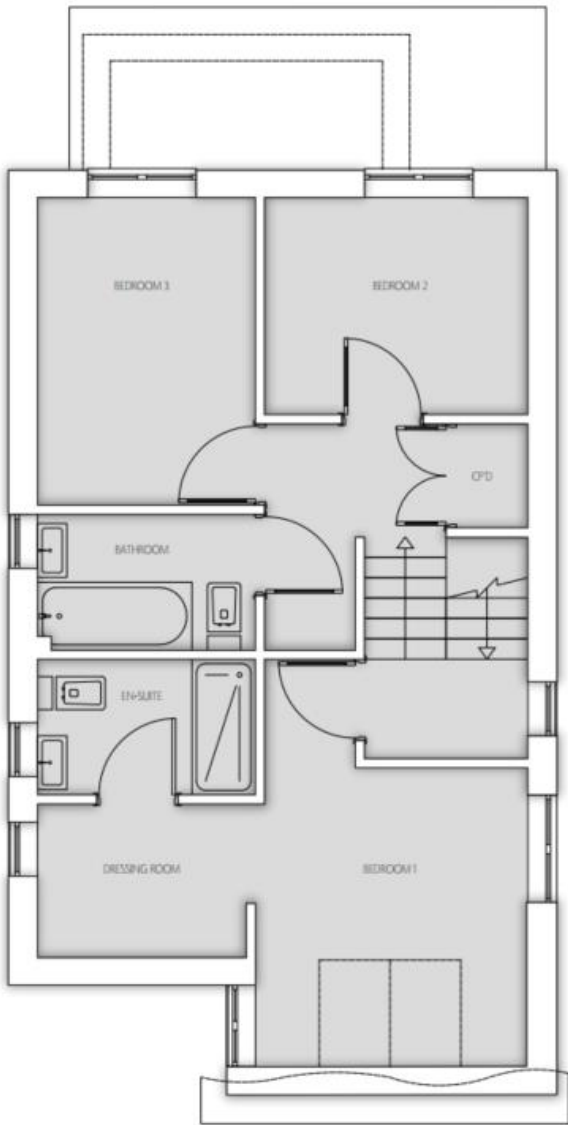 BEDROOM 3
BEDROOM 2
CP'D
BATHROOM
EN-SUITE
DRESSING ROOM
BEDROOM 1